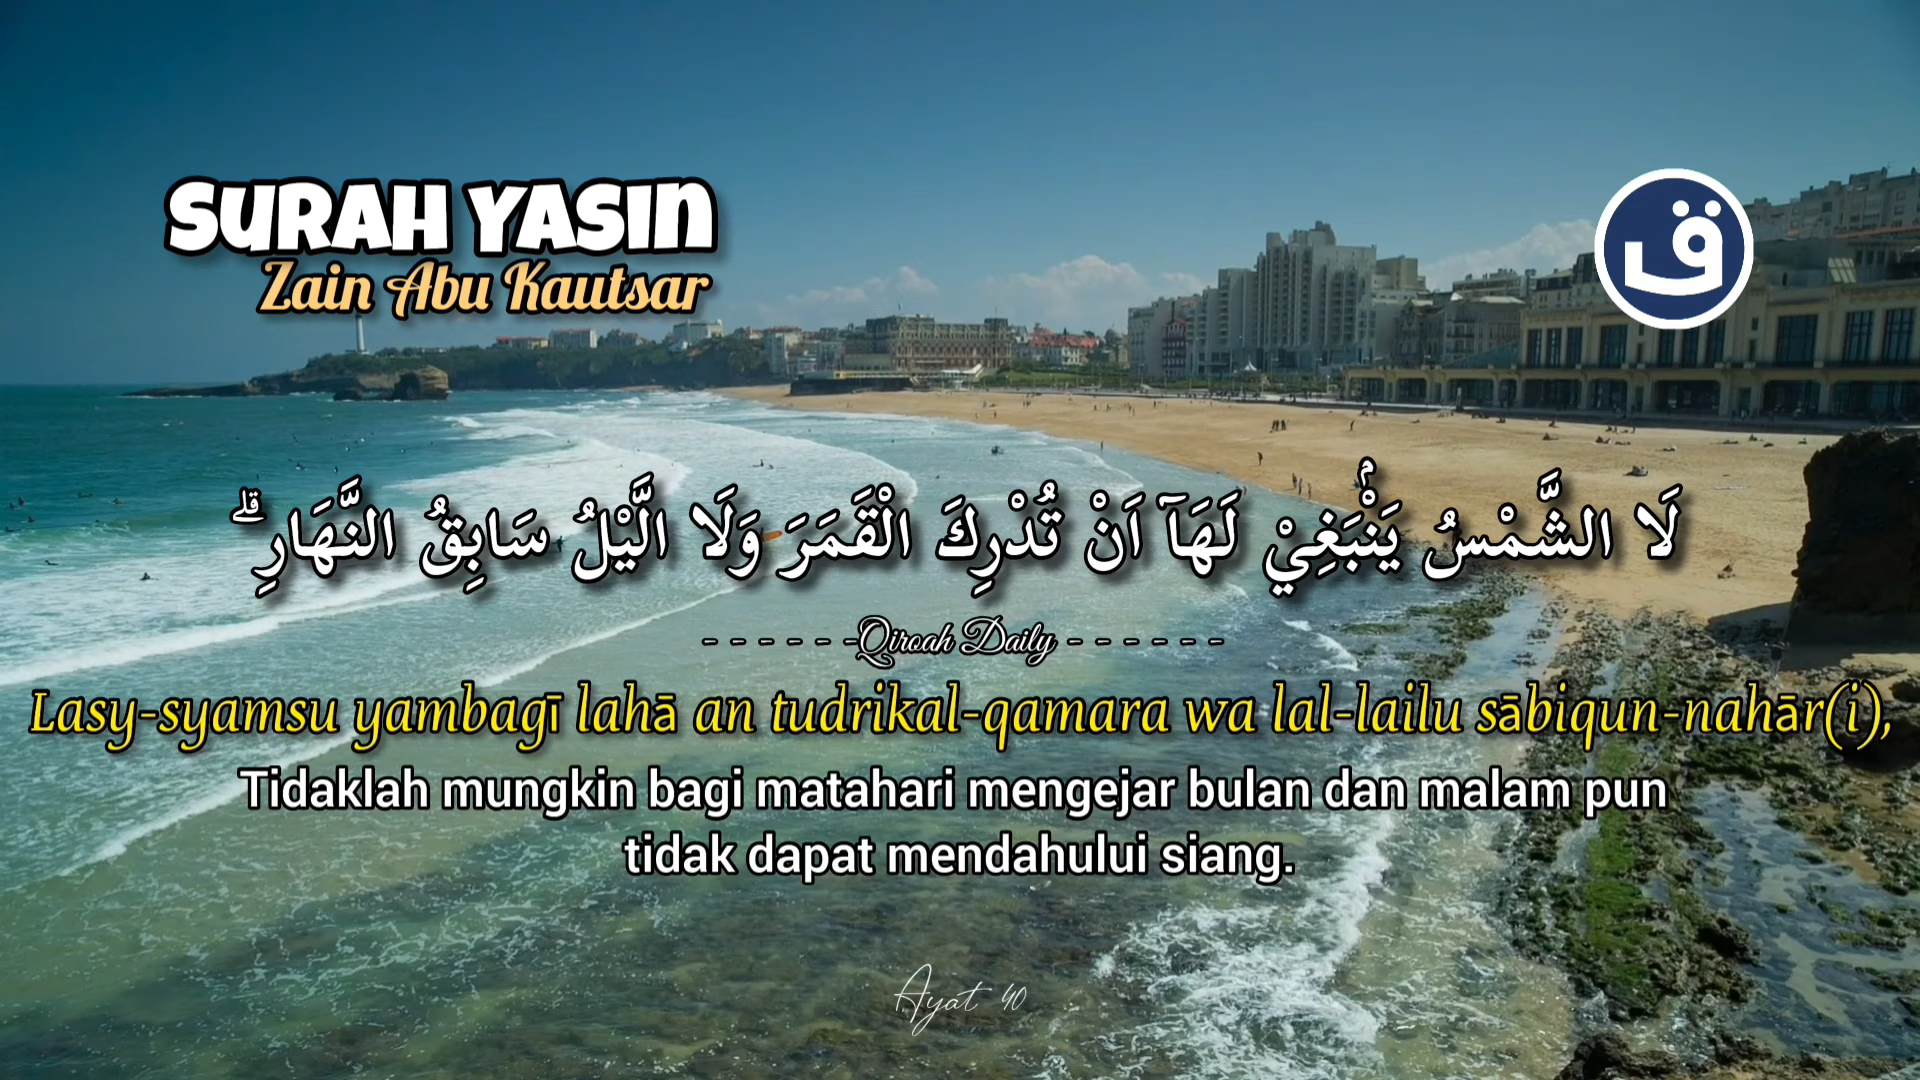 SURAH YASIN
Zain Abu Kautsar
ق
لَا الشَّمْسُ يَنْۢبَغِيْ لَهَآ اَنْ تُدْرِكَ الْقَمَرَ وَلَا الَّيْلُ سَابِقُ النَّهَارِ ۗ
- - - - - -Qiroah Daily - - - - - -
Lasy-syamsu yambagī lahā an tudrikal-qamara wa lal-lailu sābiqun-nahār(i),
Tidaklah mungkin bagi matahari mengejar bulan dan malam pun
tidak dapat mendahului siang.
Ayat 40